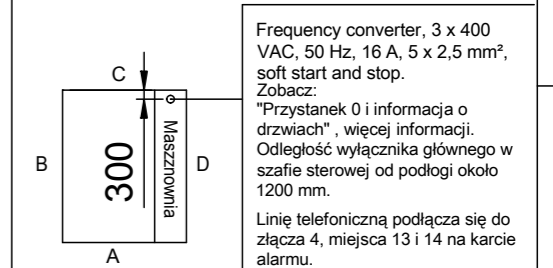 C
B
300
Maszznownia
D
A
Frequency converter, 3 x 400
VAC, 50 Hz, 16 A, 5 x 2,5 mm²,
soft start and stop.
Zobacz:
"Przystanek 0 i informacja o
drzwiach" , więcej informacji.
Odległość wyłącznika głównego w
szafie sterowej od podłogi około
1200 mm.
Linię telefoniczną podłącza się do
złącza 4, miejsca 13 i 14 na karcie
alarmu.